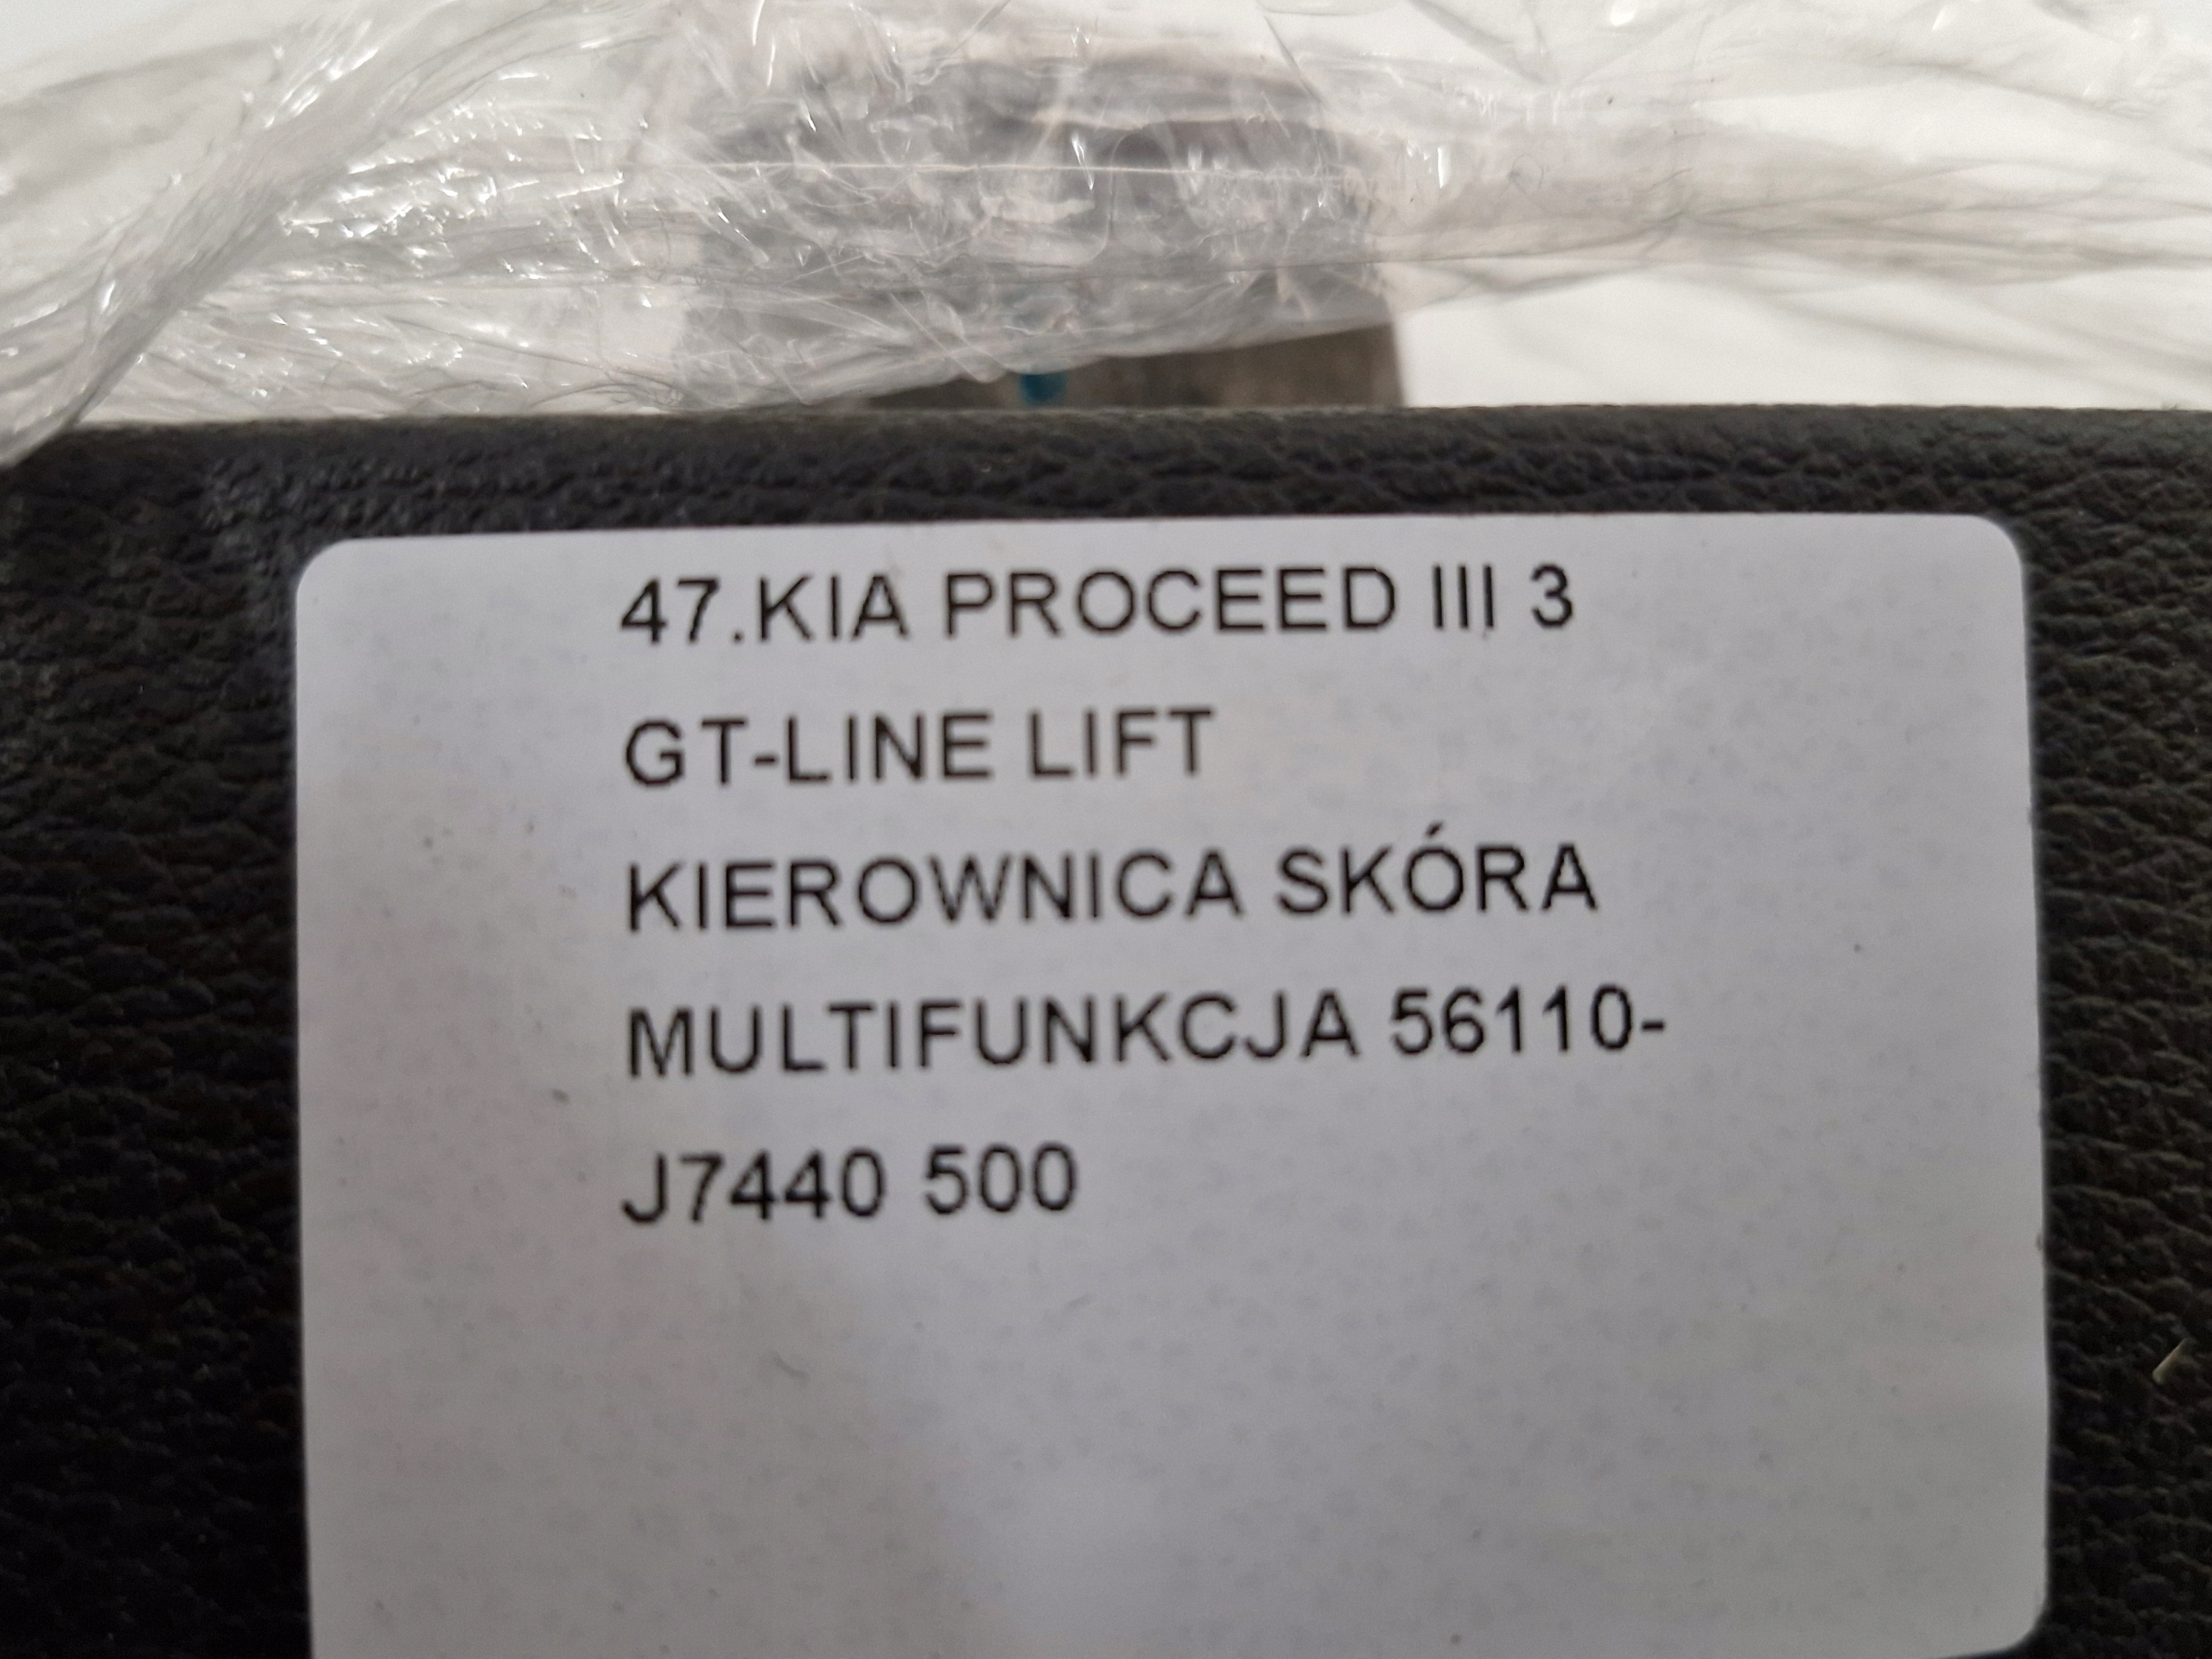 47.KIA PROCEED III 3
GT-LINE LIFT
KIEROWNICA SKÓRA
MULTIFUNKCJA 56110-
J7440 500